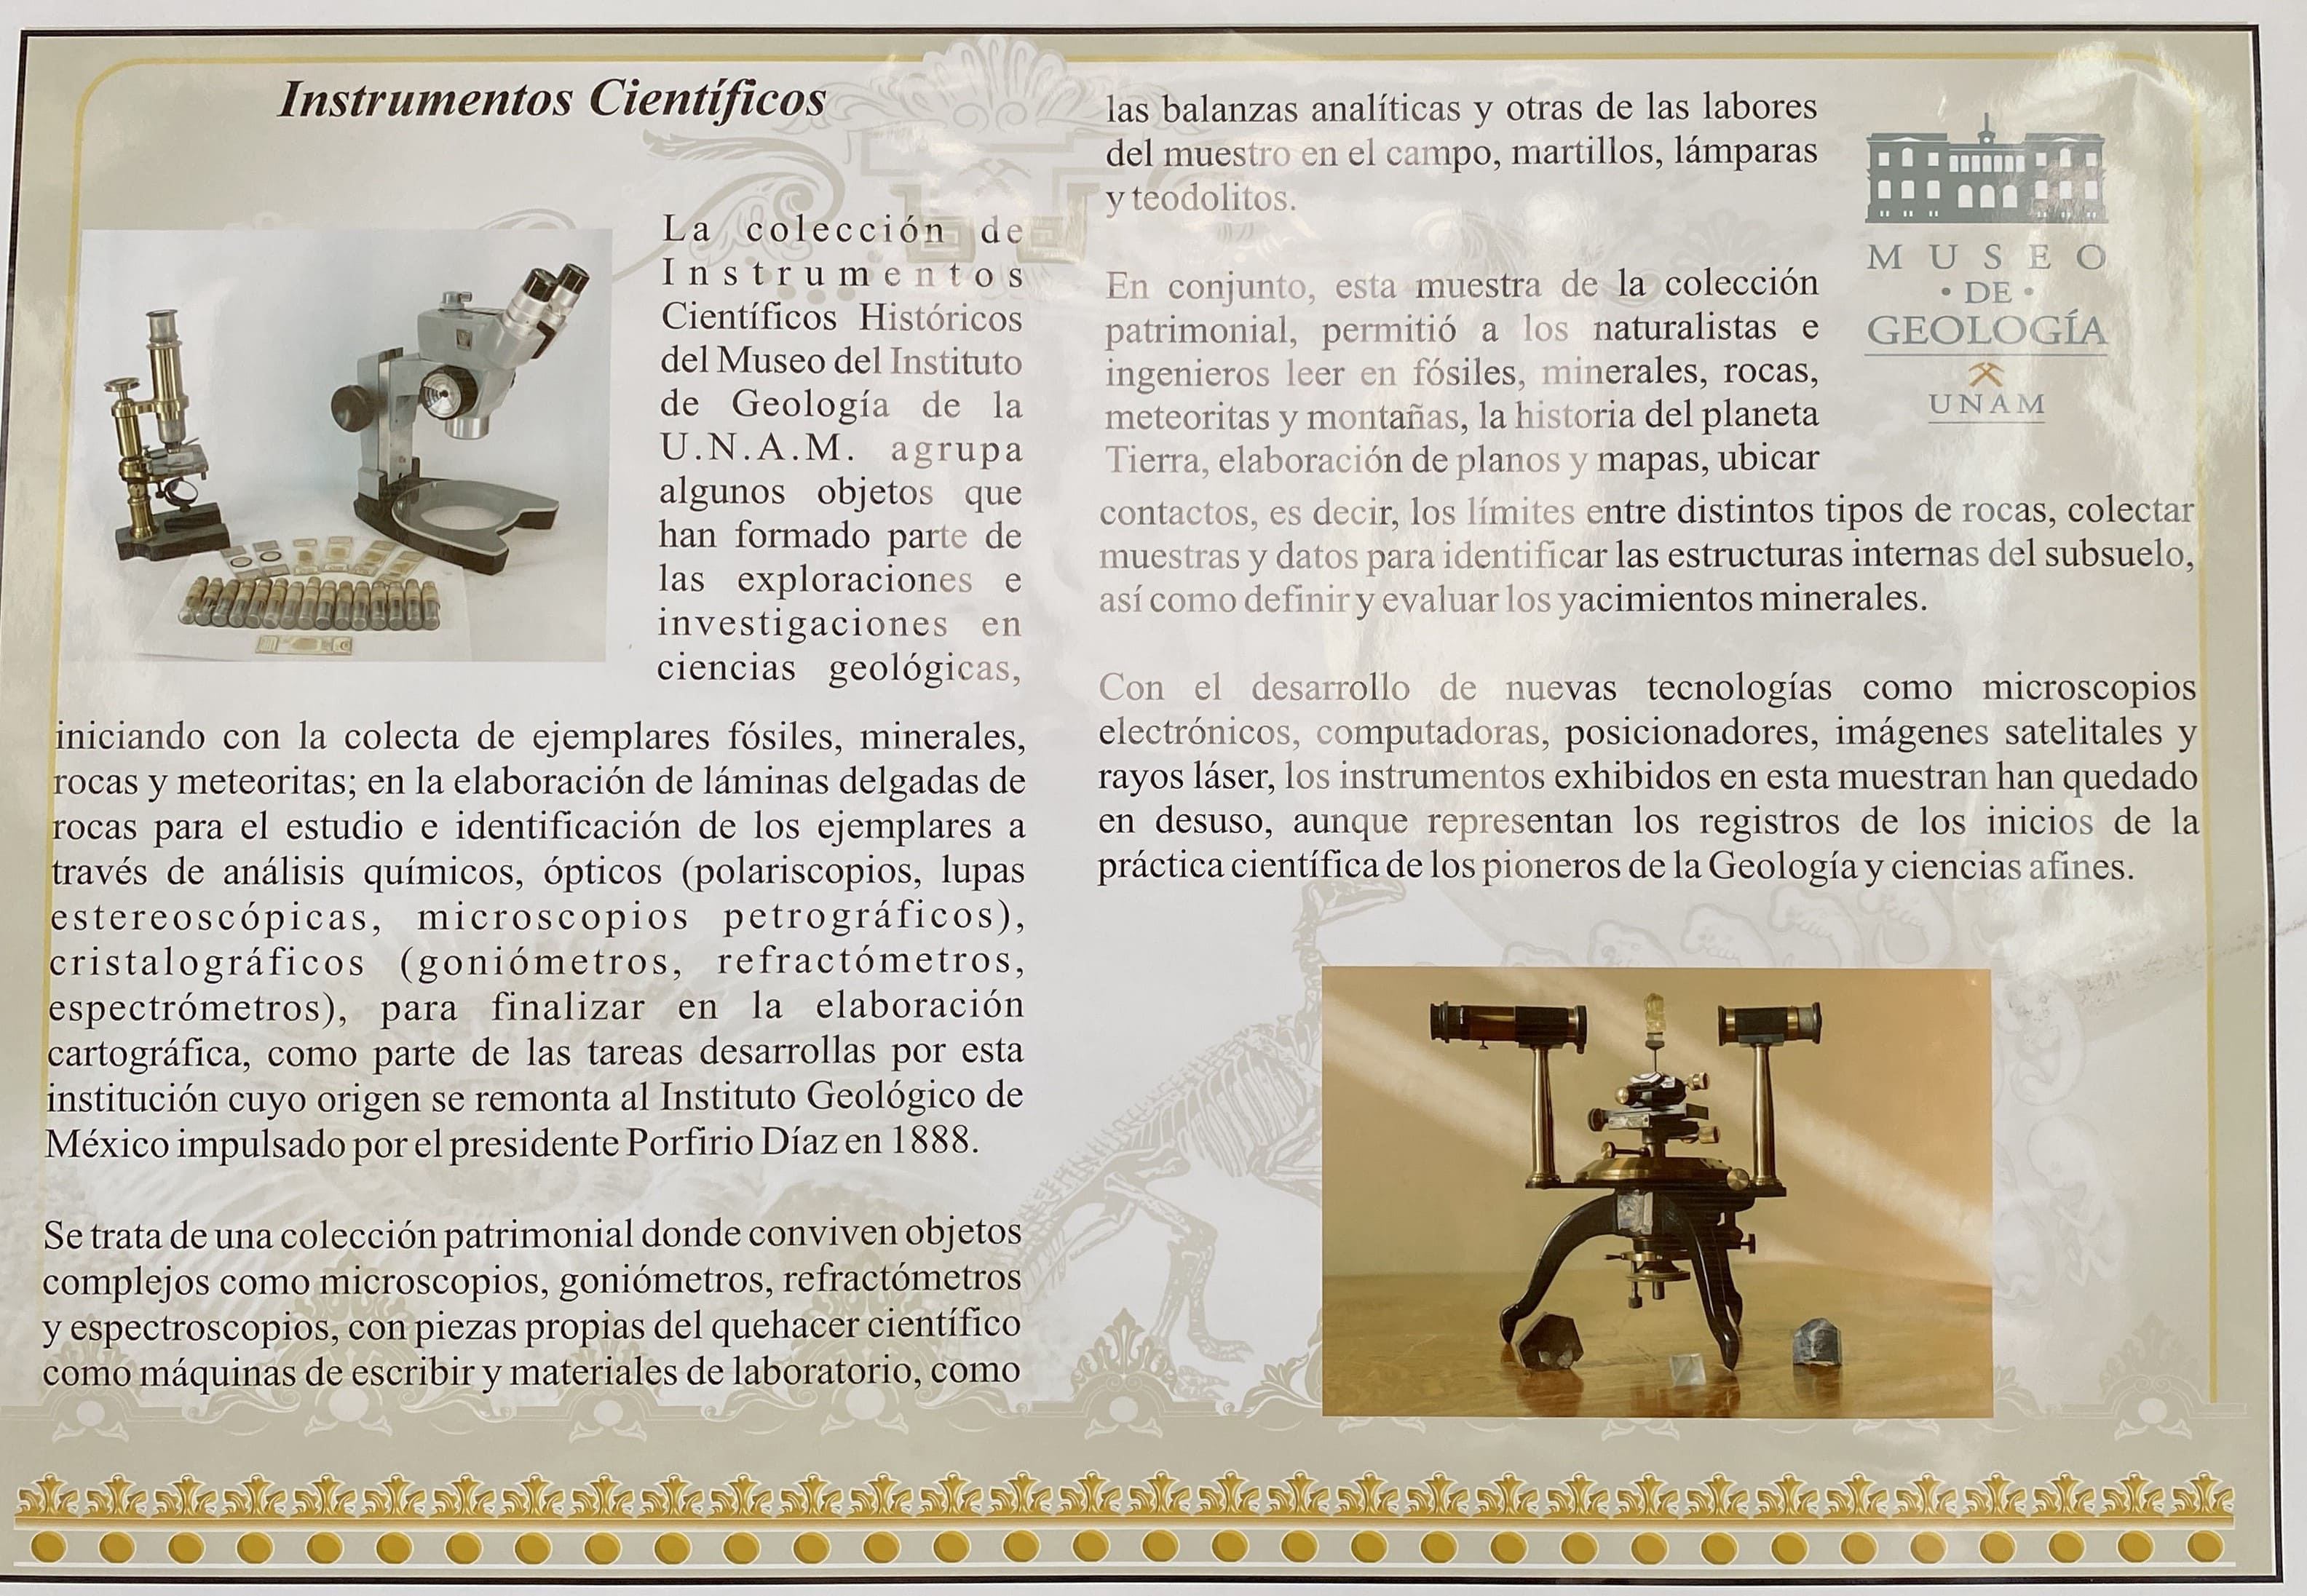 Instrumentos Científicos
La colección de
Instrumentos
Científicos Históricos
del Museo del Instituto
de Geología de la
U.N.A.M. agrupa
algunos objetos que
han formado parte de
las exploraciones e
investigaciones en
ciencias geológicas,
iniciando con la colecta de ejemplares fósiles, minerales,
rocas y meteoritas; en la elaboración de láminas delgadas de
rocas para el estudio e identificación de los ejemplares a
través de análisis químicos, ópticos (polariscopios, lupas
estereoscópicas, microscopios petrográficos),
cristalográficos (goniómetros, refractómetros,
espectrómetros), para finalizar en la elaboración
cartográfica, como parte de las tareas desarrollas por esta
institución cuyo origen se remonta al Instituto Geológico de
México impulsado por el presidente Porfirio Díaz en 1888.
Se trata de una colección patrimonial donde conviven objetos
complejos como microscopios, goniómetros, refractómetros
y espectroscopios, con piezas propias del quehacer científico
como máquinas de escribir y materiales de laboratorio, como
las balanzas analíticas y otras de las labores
del muestro en el campo, martillos, lámparas
y teodolitos.
En conjunto, esta muestra de la colección
patrimonial, permitió a los naturalistas e
ingenieros leer en fósiles, minerales, rocas,
meteoritas y montañas, la historia del planeta
Tierra, elaboración de planos y mapas, ubicar
contactos, es decir, los límites entre distintos tipos de rocas, colectar
muestras y datos para identificar las estructuras internas del subsuelo,
así como definir y evaluar los yacimientos minerales.
Con el desarrollo de nuevas tecnologías como microscopios
electrónicos, computadoras, posicionadores, imágenes satelitales y
rayos láser, los instrumentos exhibidos en esta muestran han quedado
en desuso, aunque representan los registros de los inicios de la
práctica científica de los pioneros de la Geología y ciencias afines.
MUSEO
• DE •
GEOLOGÍA
UNAM